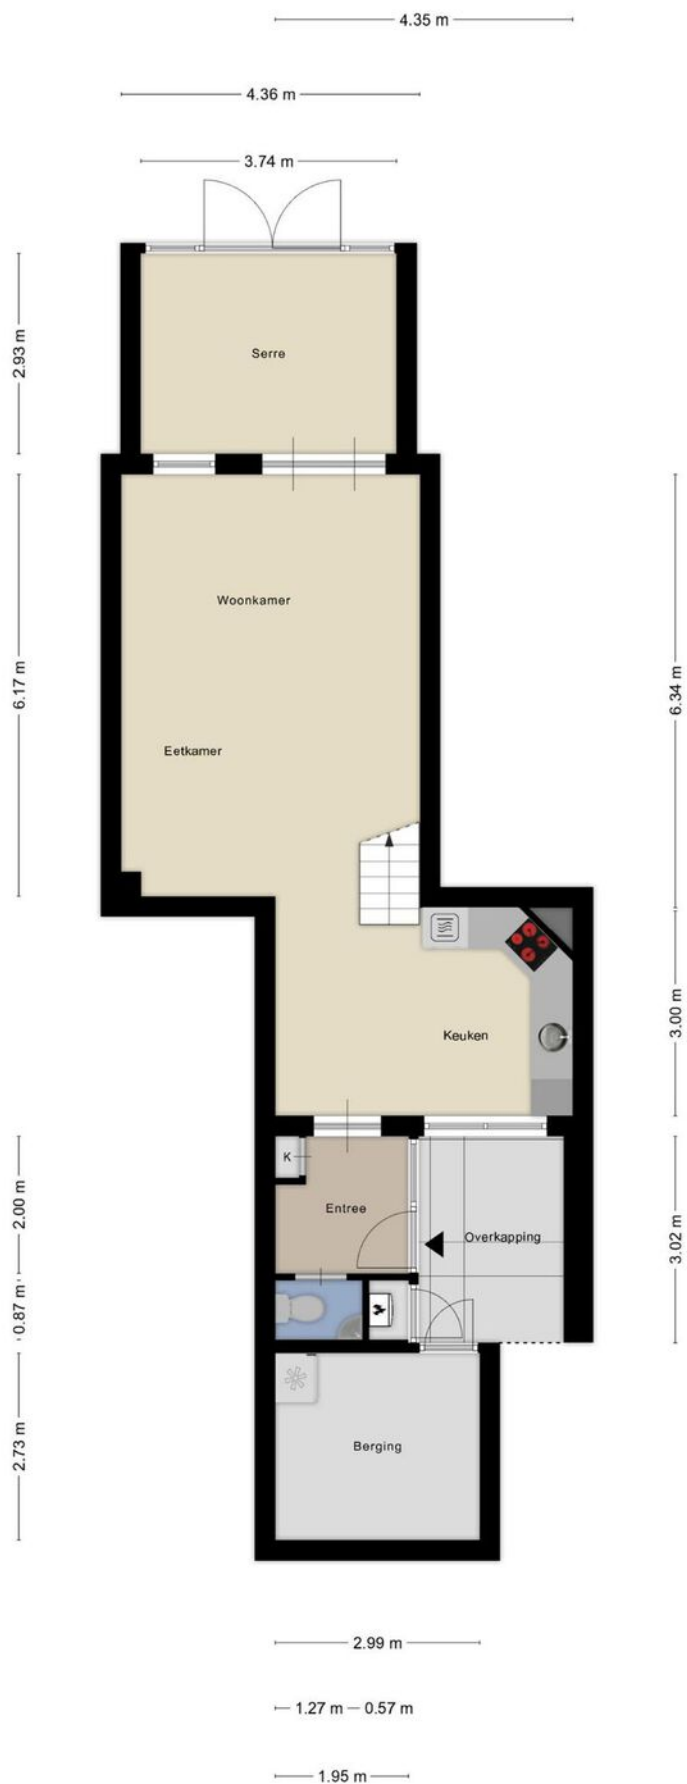 4.35 m
4.36 m
3.74 m
2.93 m
Serre
Woonkamer
6.17 m
6.34 m
Eetkamer
Keuken
3.00 m
K
2.00 m
Entree
Overkapping
3.02 m
0.87 m
2.73 m
Berging
2.99 m
1.27 m
0.57 m
1.95 m